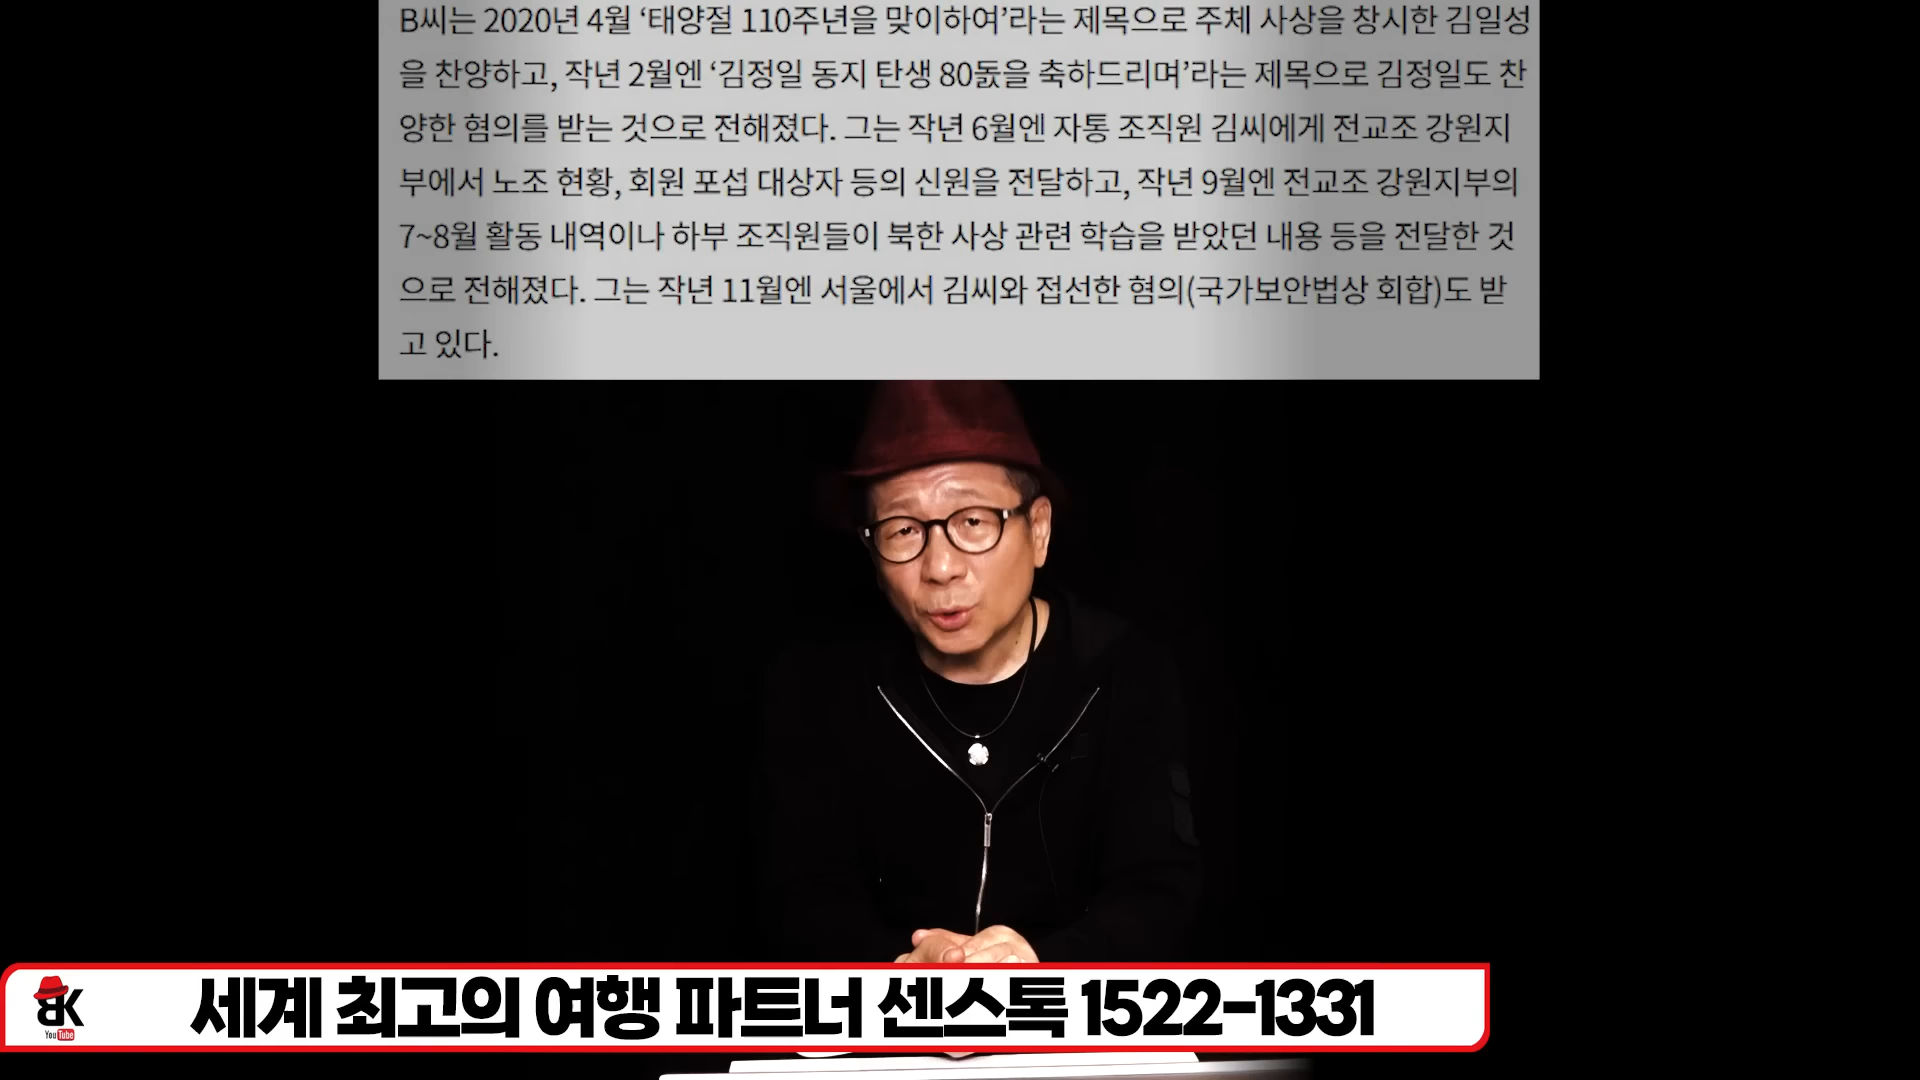 B씨는 2020년 4월 ‘태양절 110주년을 맞이하여’라는 제목으로 주체 사상을 창시한 김일성
을 찬양하고, 작년 2월엔 ‘김정일 동지 탄생 80돐을 축하드리며’라는 제목으로 김정일도 찬
양한 혐의를 받는 것으로 전해졌다. 그는 작년 6월엔 자통 조직원 김씨에게 전교조 강원지
부에서 노조 현황, 회원 포섭 대상자 등의 신원을 전달하고, 작년 9월엔 전교조 강원지부의
7~8월 활동 내역이나 하부 조직원들이 북한 사상 관련 학습을 받았던 내용 등을 전달한 것
으로 전해졌다. 그는 작년 11월엔 서울에서 김씨와 접선한 혐의(국가보안법상 회합)도 받
고 있다.
BK
YouTube
세계 최고의 여행 파트너 센스톡 1522-1331